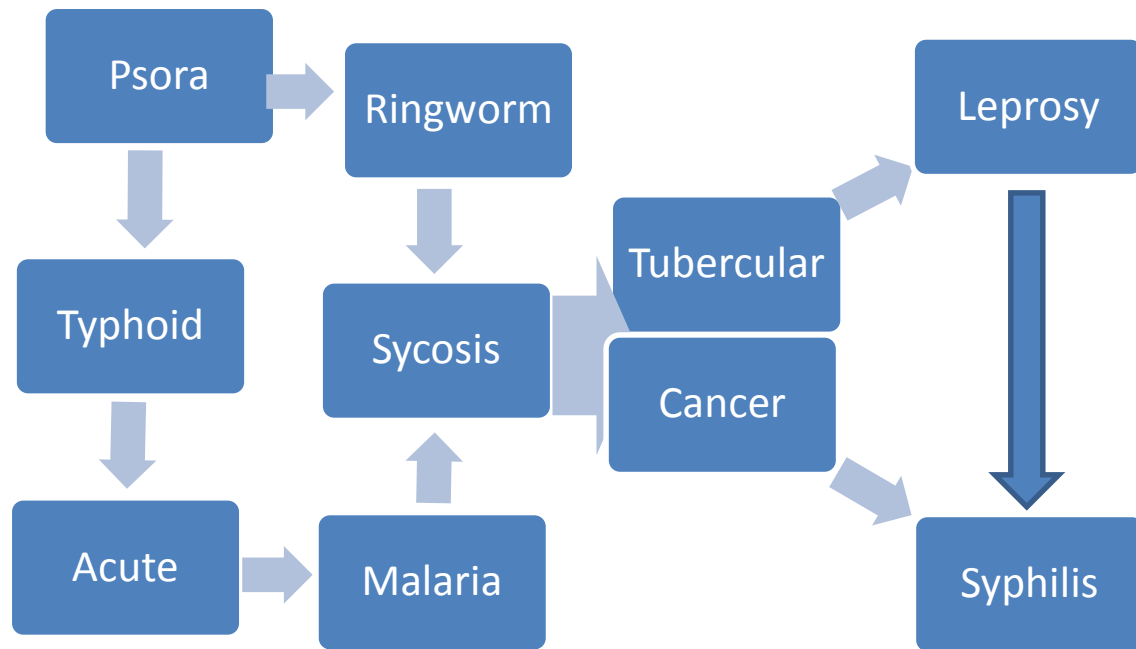 Psora
Ringworm
Leprosy
Tubercular
Typhoid
Sycosis
Cancer
Acute
Malaria
Syphilis